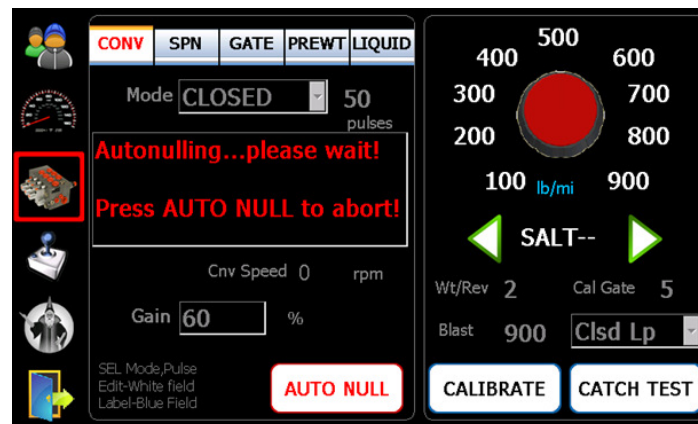 CONV SPN GATE PREWT LIQUID
Mode CLOSED 50
pulses
Autonulling...please wait!
Press AUTO NULL to abort!
Cnv Speed 0 rpm
Gain 60 %
SEL Mode,Pulse
Edit-White field
Label-Blue Field
AUTO NULL
500
400 600
300 700
200 800
100 lb/mi 900
SALT--
Wt/Rev 2 Cal Gate 5
Blast 900 Clsd Lp
CALIBRATE CATCH TEST